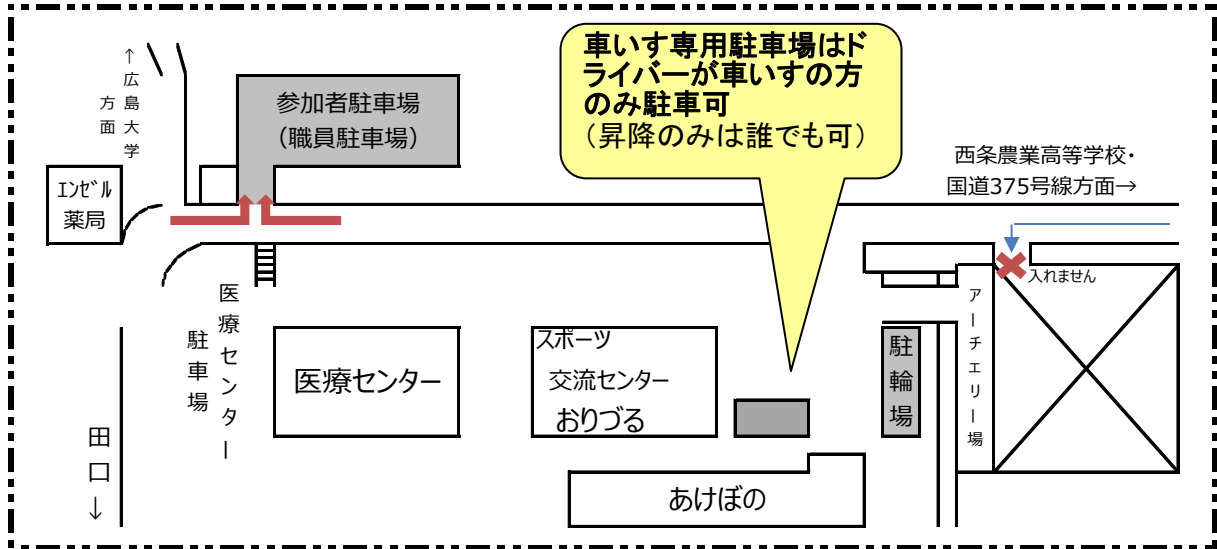 ↑広島大学
方面
参加者駐車場
（職員駐車場）
車いす専用駐車場はド
ライバーが車いすの方
のみ駐車可
（昇降のみは誰でも可）
西条農業高等学校・
国道375号線方面→
ｴﾝｾﾞﾙ
薬局
入れません
医療センター
駐車場
医療センター
スポーツ
交流センター
おりづる
駐輪場
アーチェリー場
田口↓
あけぼの